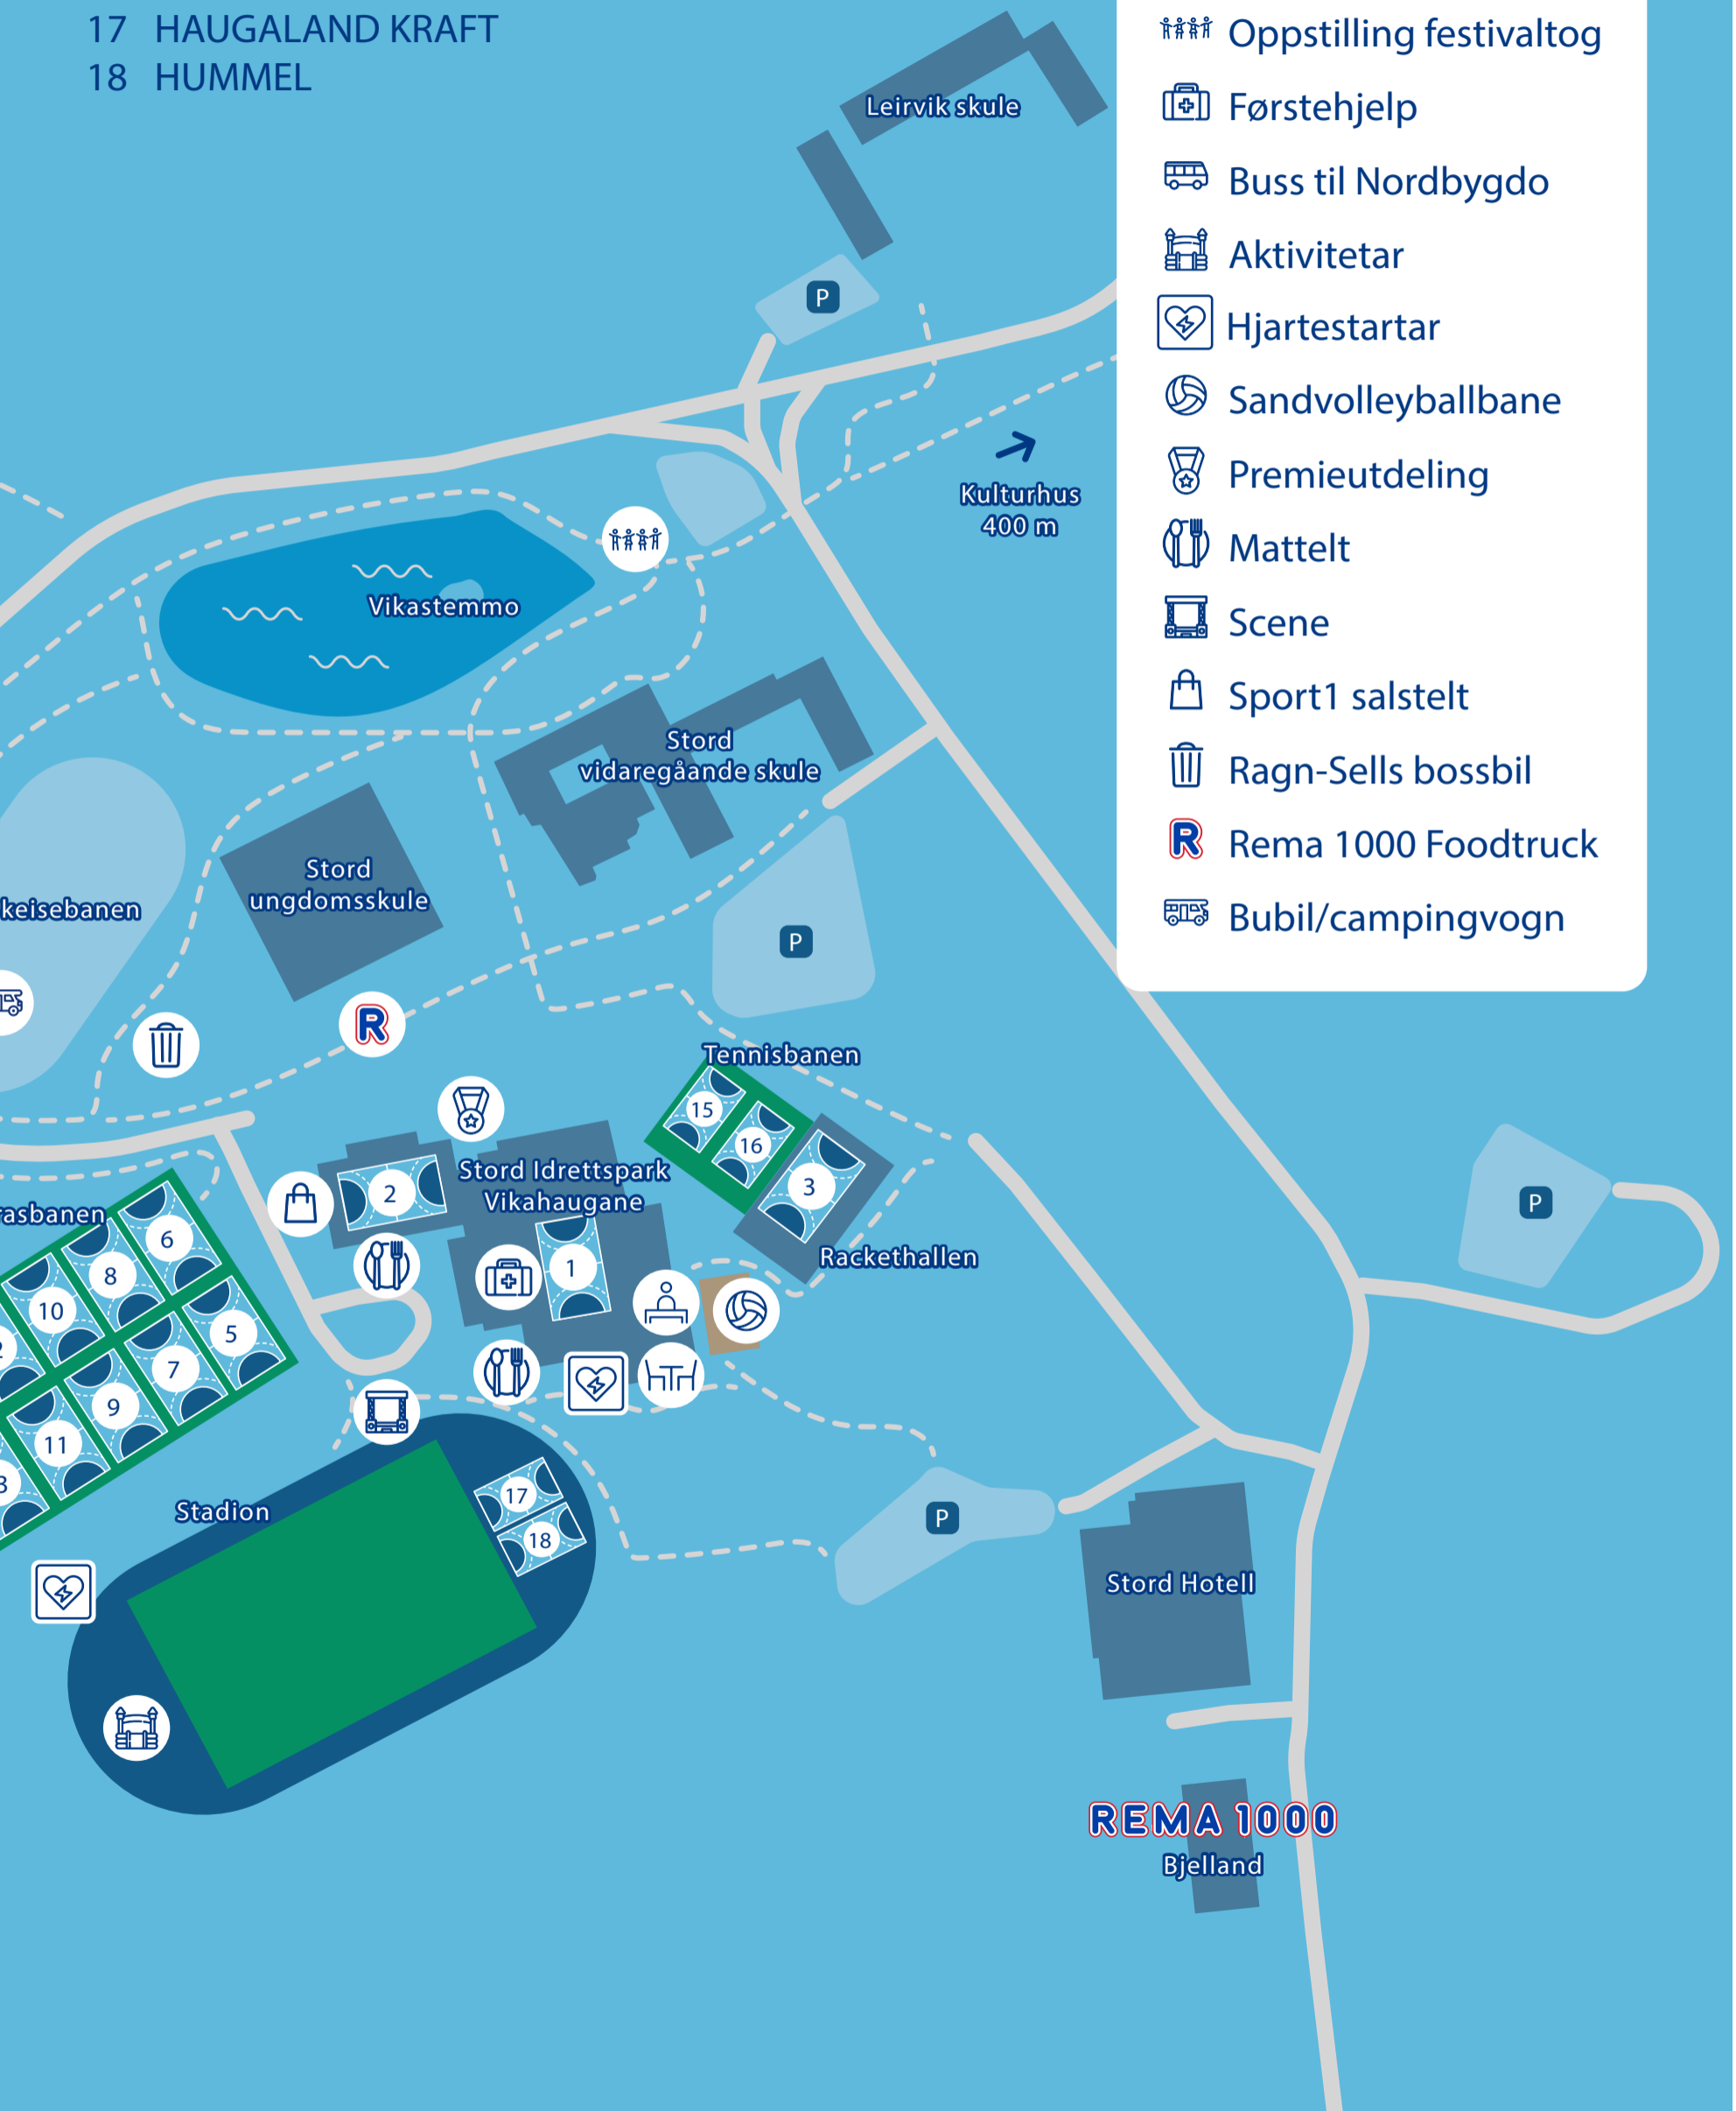 17 HAUGALAND KRAFT
18 HUMMEL
Oppstilling festivaltog
Førstehjelp
Buss til Nordbygdo
Aktivitetar
Hjartestartar
Sandvolleyballbane
Premieutdeling
Mattelt
Scene
Sport1 salstelt
Ragn-Sells bossbil
R Rema 1000 Foodtruck
Bubil/campingvogn
Leirvik skule
P
Kulturhus
400 m
Vikastemmo
Stord
vidaregåande skule
Stord
ungdomsskule
keisebanen
P
R
Tennisbanen
15
16
3
Rackethallen
Stord Idrettspark
Vikahaugane
2
1
rasbanen
6
8
10
2
5
7
9
11
3
P
Stadion
17
18
P
Stord Hotell
REMA 1000
Bjelland